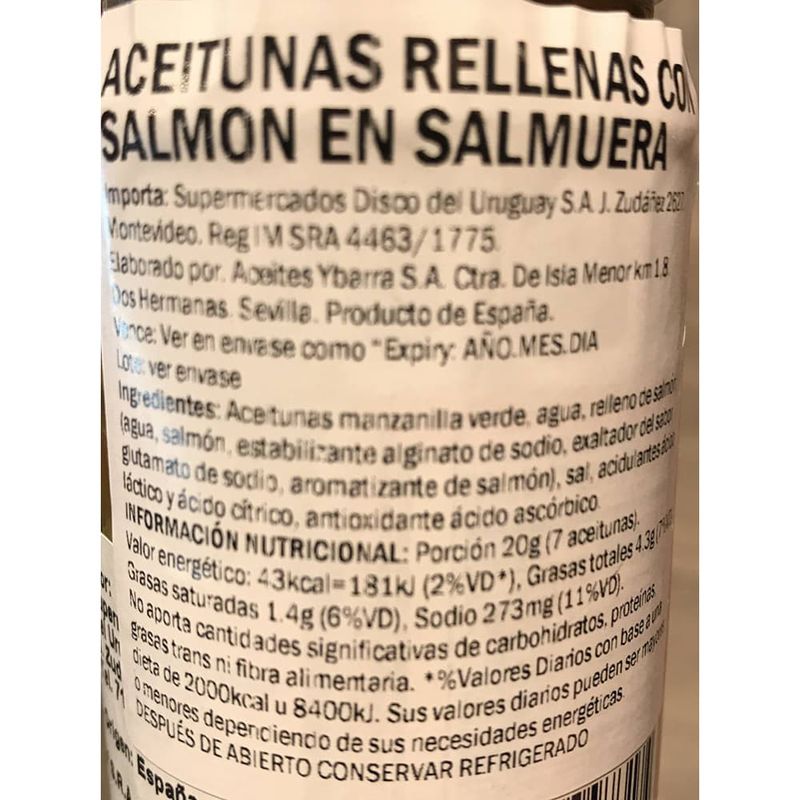 ACEITUNAS RELLENAS CON
SALMON EN SALMUERA
Importa: Supermercados Disco del Uruguay S.A. J. Zudáñez 2627
Montevideo. Reg IM SRA 4463/1775
Elaborado por. Aceites Ybarra S.A. Ctra. De Isla Menor km 1.8.
Dos Hermanas. Sevilla. Producto de España.
Vence: Ver en envase como "Expiry: AÑO.MES.DIA
Lote: ver envase
Ingredientes: Aceitunas manzanilla verde, agua, relleno de salmón
(agua, salmón, estabilizante alginato de sodio, exaltador del sabor
glutamato de sodio, aromatizante de salmón), sal, acidulantes ácido
láctico y ácido cítrico, antioxidante ácido ascórbico.
INFORMACIÓN NUTRICIONAL: Porción 20g (7 aceitunas).
Valor energético: 43kcal=181kJ (2%VD*), Grasas totales 4.3g
Grasas saturadas 1.4g (6%VD), Sodio 273mg (11%VD).
No aporta cantidades significativas de carbohidratos, proteínas,
grasas trans ni fibra alimentaria. *%Valores Diarios con base a una
dieta de 2000kcal u 8400kJ. Sus valores diarios pueden ser mayores
o menores dependiendo de sus necesidades energéticas.
DESPUÉS DE ABIERTO CONSERVAR REFRIGERADO
España